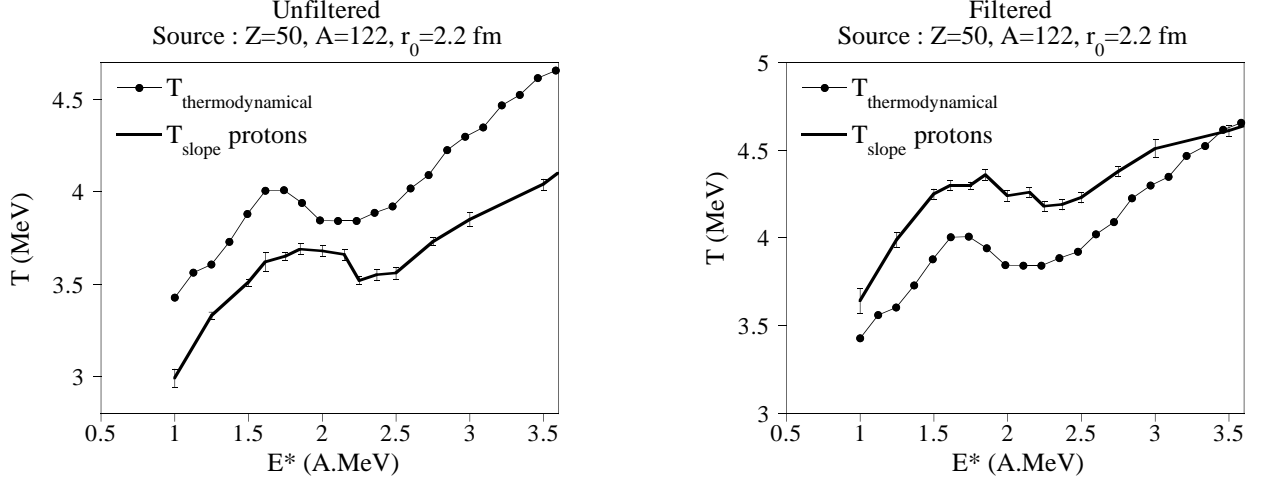 Unfiltered
Source : Z=50, A=122, r0=2.2 fm
T (MeV)
4.5
4
3.5
3
Tthermodynamical
Tslope protons
0.5 1 1.5 2 2.5 3 3.5
E* (A.MeV)
Filtered
Source : Z=50, A=122, r0=2.2 fm
T (MeV)
5
4.5
4
3.5
3
Tthermodynamical
Tslope protons
0.5 1 1.5 2 2.5 3 3.5
E* (A.MeV)